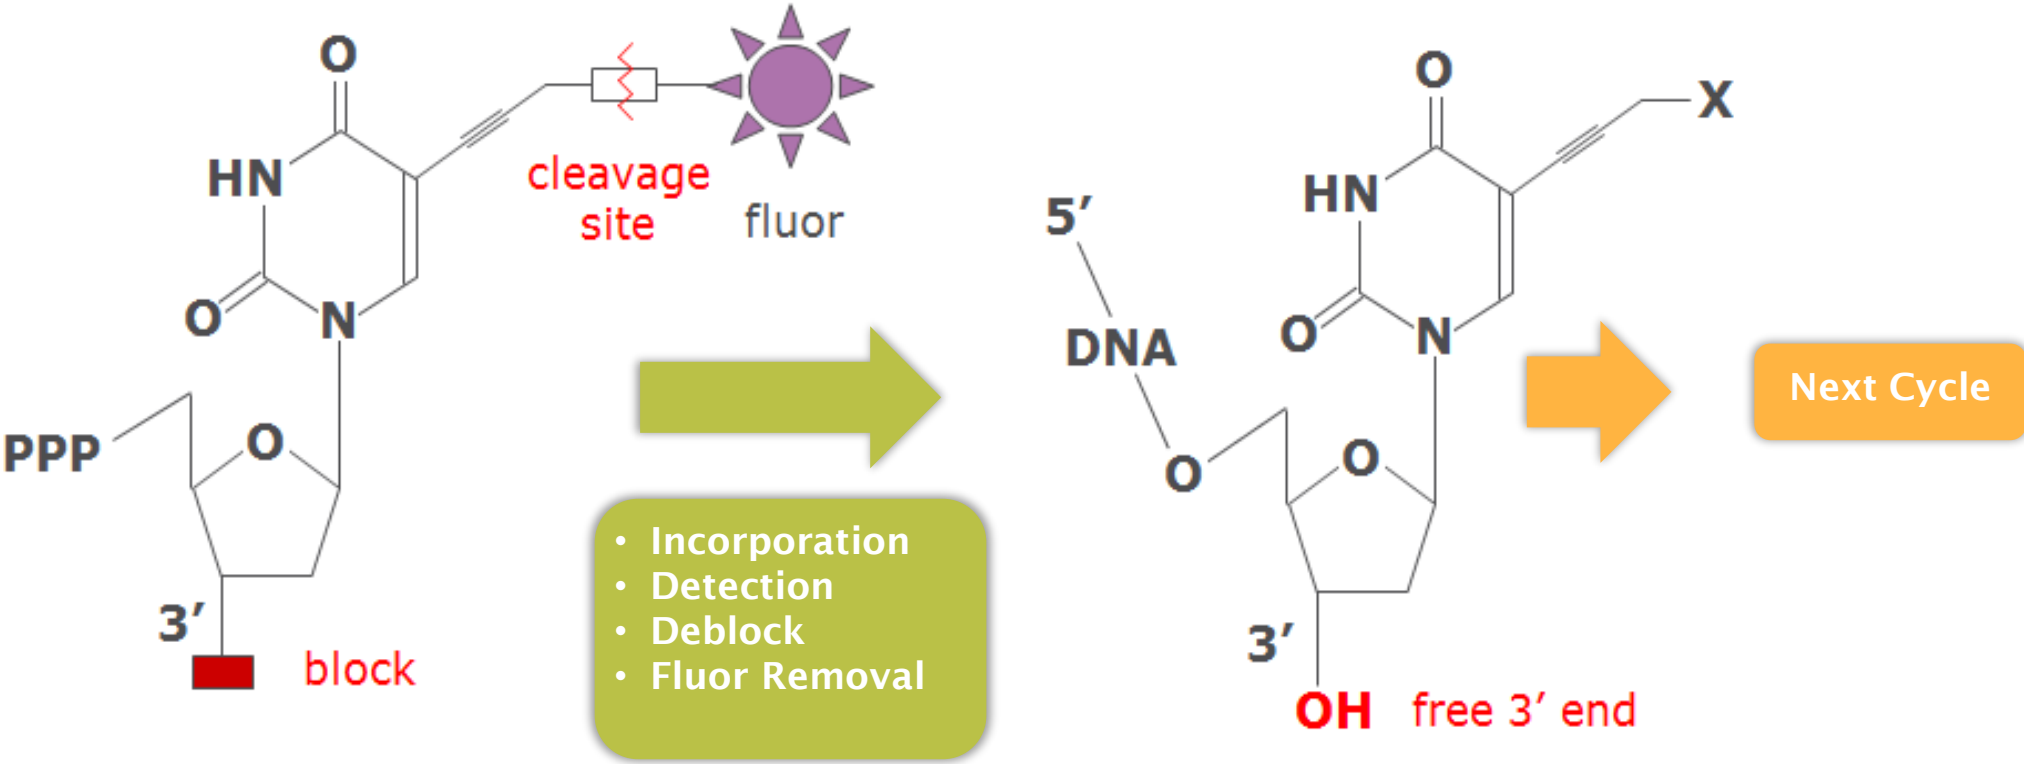 O
HN
O
N
cleavage
site
fluor
PPP
O
3′
block
• Incorporation
• Detection
• Deblock
• Fluor Removal
5′
DNA
O
O
X
HN
O
N
O
3′
OH free 3′ end
Next Cycle